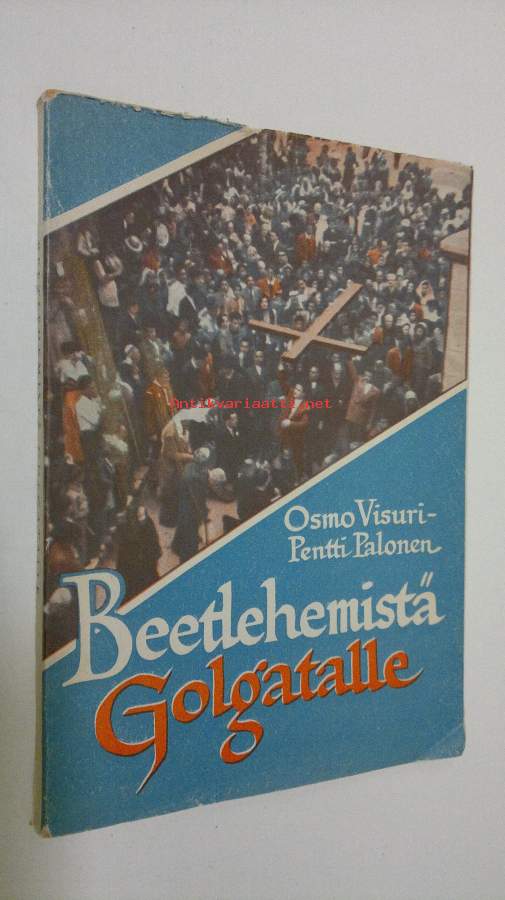 Antikvariaatti.net
Osmo Visuri-
Pentti Palonen
Beetlehemistä
Golgatalle